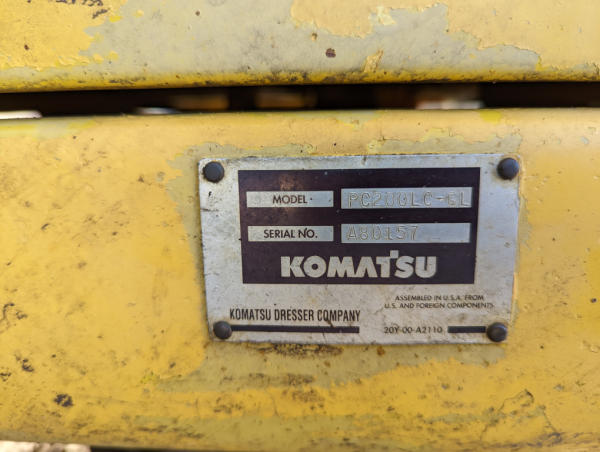 MODEL PC200LC-6L
SERIAL NO. A80157
KOMATSU
ASSEMBLED IN U.S.A. FROM
U.S. AND FOREIGN COMPONENTS
KOMATSU DRESSER COMPANY
20Y-00-A2110